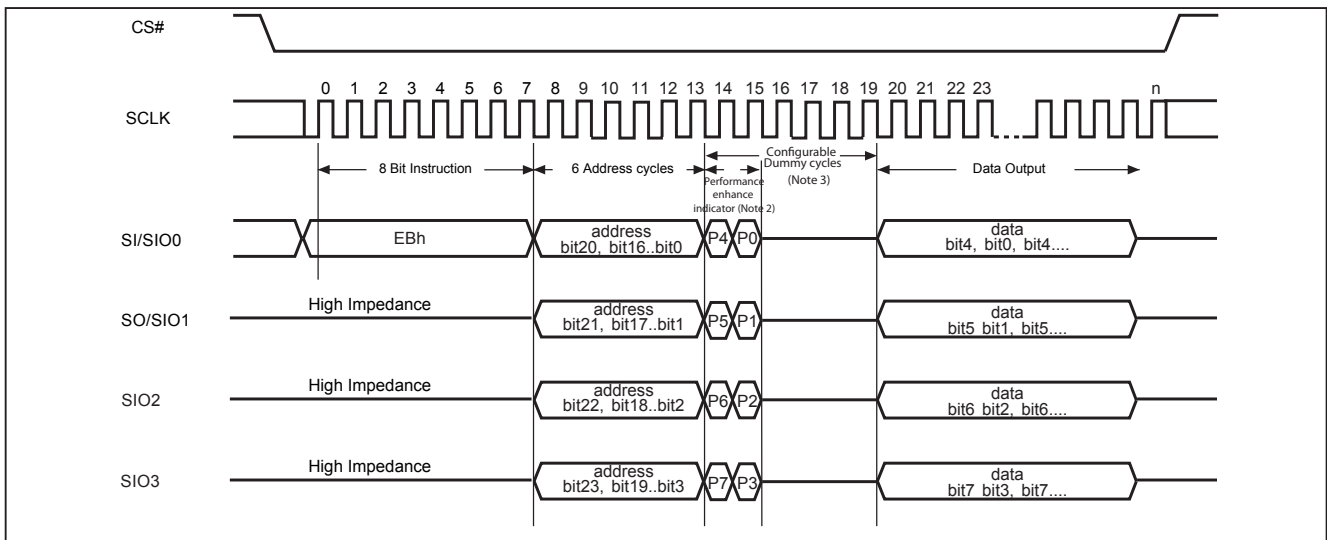 CS#
0 1 2 3 4 5 6 7 8 9 10 11 12 13 14 15 16 17 18 19 20 21 22 23 n
SCLK
8 Bit Instruction
6 Address cycles
Configurable
Dummy cycles
(Note 3)
Data Output
Performance
enhance
indicator (Note 2)
SI/SIO0
EBh
address
bit20, bit16..bit0
P4 P0
data
bit4, bit0, bit4....
SO/SIO1
High Impedance
address
bit21, bit17..bit1
P5 P1
data
bit5 bit1, bit5....
SIO2
High Impedance
address
bit22, bit18..bit2
P6 P2
data
bit6 bit2, bit6....
SIO3
High Impedance
address
bit23, bit19..bit3
P7 P3
data
bit7 bit3, bit7....